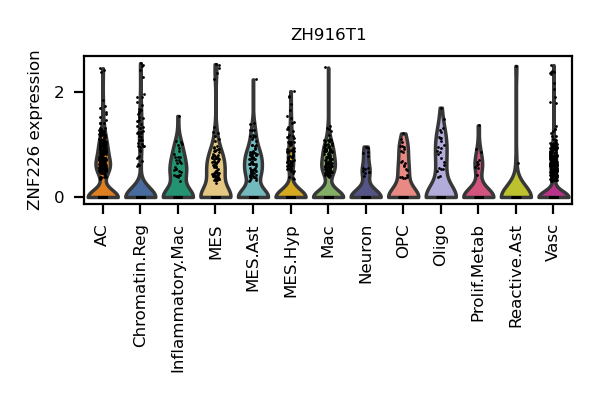 ZH916T1
ZNF226 expression
2
0
AC
Chromatin.Reg
Inflammatory.Mac
MES
MES.Ast
MES.Hyp
Mac
Neuron
OPC
Oligo
Prolif.Metab
Reactive.Ast
Vasc